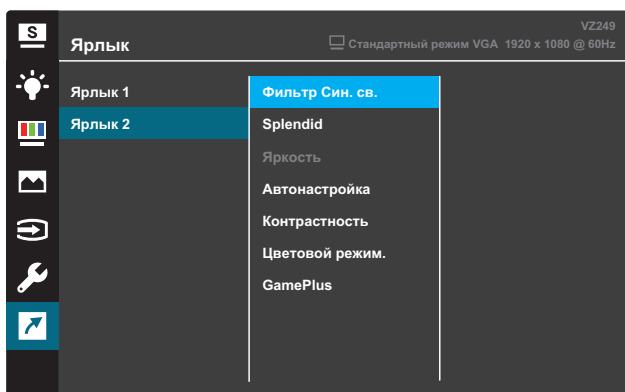 S
VZ249
Ярлык
Стандартный режим VGA 1920 x 1080 @ 60Hz
Ярлык 1
Ярлык 2
Фильтр Син. св.
Splendid
Яркость
Автонастройка
Контрастность
Цветовой режим.
GamePlus